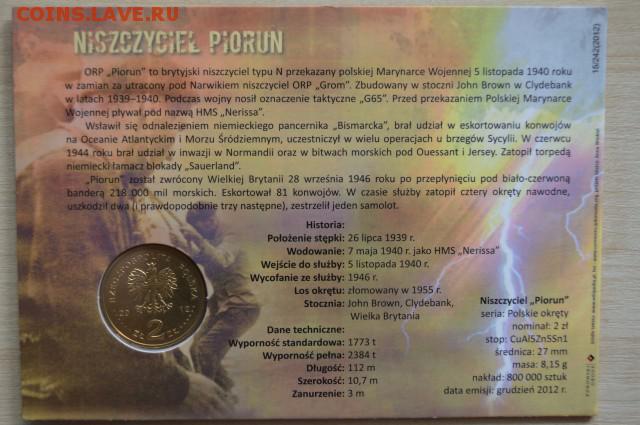 COINS.LAVE.RU
NISZCZYCIEL PIORUN
ORP „Piorun” to brytyjski niszczyciel typu N przekazany polskiej Marynarce Wojennej 5 listopada 1940 roku
w zamian za utracony pod Narwikiem niszczyciel ORP „Grom”. Zbudowany w stoczni John Brown w Clydebank
w latach 1939–1940. Podczas wojny nosił oznaczenie taktyczne „G65”. Przed przekazaniem Polskiej Marynarce
Wojennej pływał pod nazwą HMS „Nerissa”.
Wsławił się odnalezieniem niemieckiego pancernika „Bismarcka”, brał udział w eskortowaniu konwojów
na Oceanie Atlantyckim i Morzu Śródziemnym, uczestniczył w wielu operacjach u brzegów Sycylii. W czerwcu
1944 roku brał udział w inwazji w Normandii oraz w bitwach morskich pod Ouessant i Jersey. Zatopił torpedą
niemiecki łamacz blokady „Sauerland”.
„Piorun” został zwrócony Wielkiej Brytanii 28 września 1946 roku po przepłynięciu pod biało-czerwoną
banderą 218 000 mil morskich. Eskortował 81 konwojów. W czasie służby zatopił cztery okręty nawodne,
uszkodził dwa (i prawdopodobnie trzy następne), zestrzelił jeden samolot.
Historia:
Położenie stępki: 26 lipca 1939 r.
Wodowanie: 7 maja 1940 r. jako HMS „Nerissa”
Wejście do służby: 5 listopada 1940 r.
Wycofanie ze służby: 1946 r.
Los okrętu: złomowany w 1955 r.
Stocznia: John Brown, Clydebank,
Wielka Brytania
Dane techniczne:
Wyporność standardowa: 1773 t
Wyporność pełna: 2384 t
Długość: 112 m
Szerokość: 10,7 m
Zanurzenie: 3 m
Niszczyciel „Piorun”
seria: Polskie okręty
nominał: 2 zł
stop: CuAl5Zn5Sn1
średnica: 27 mm
masa: 8,15 g
nakład: 800 000 sztuk
data emisji: grudzień 2012 r.
15/242(2012)
RZECZPOSPOLITA POLSKA
20 12
ZŁ 2 ZŁOTE